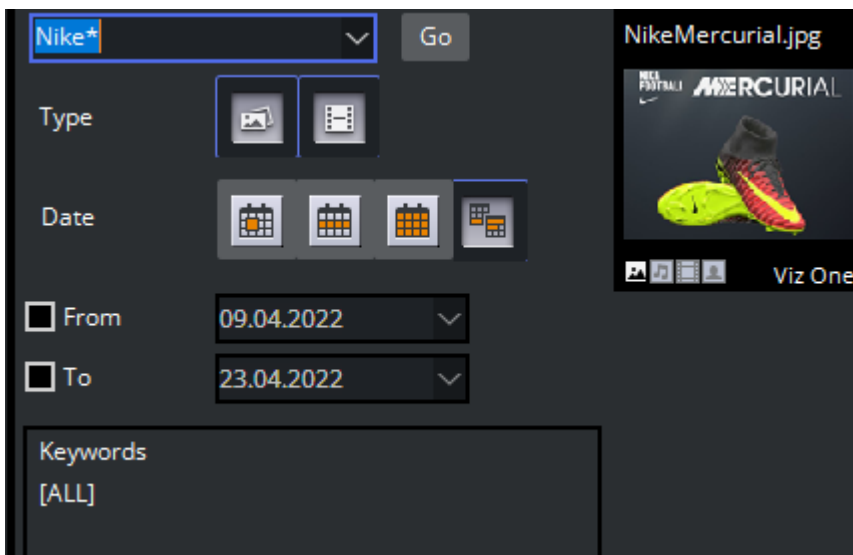 Nike*
Go
Type
Date
From
09.04.2022
To
23.04.2022
Keywords
[ALL]
NikeMercurial.jpg
MERCURIAL
Viz One